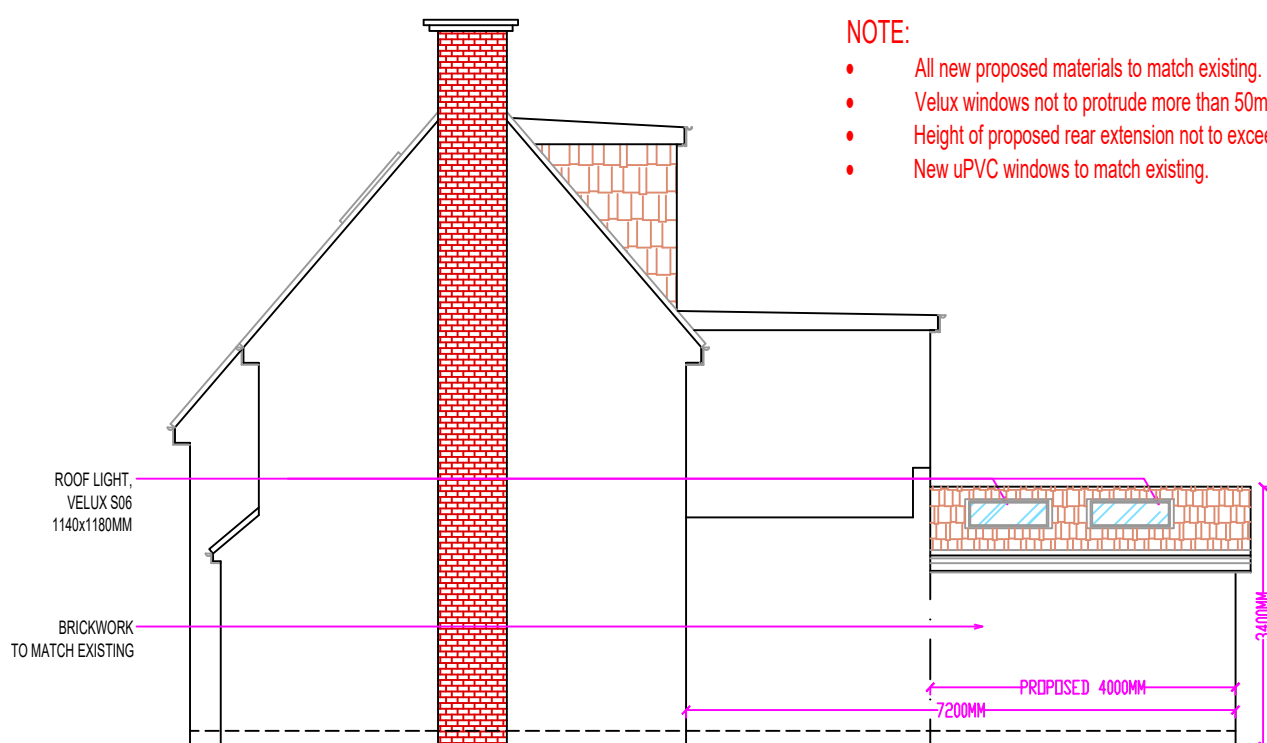 NOTE:
• All new proposed materials to match existing.
• Velux windows not to protrude more than
• Height of proposed rear extension not to
• New uPVC windows to match existing.
ROOF LIGHT,
VELUX S06
1140x1180MM
BRICKWORK
TO MATCH EXISTING
PROPOSED 4000MM
7200MM
3400MM